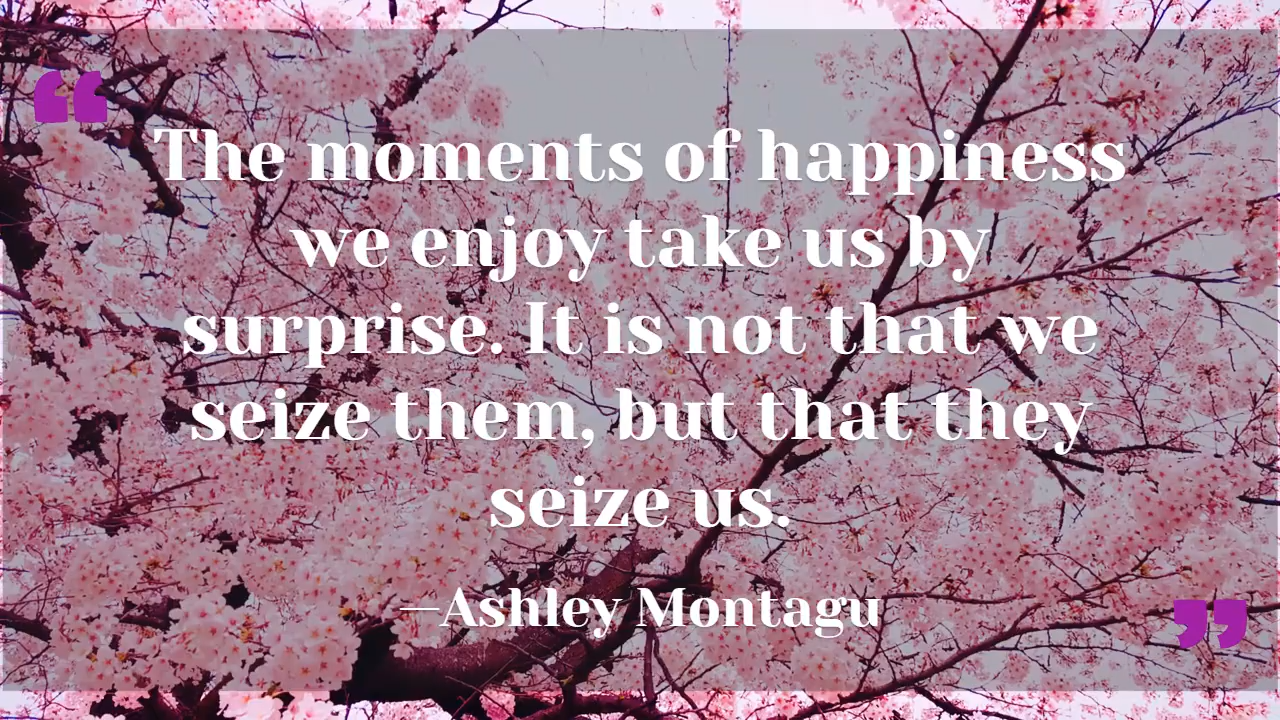 “
The moments of happiness
we enjoy take us by
surprise. It is not that we
seize them, but that they
seize us.
—Ashley Montagu
”